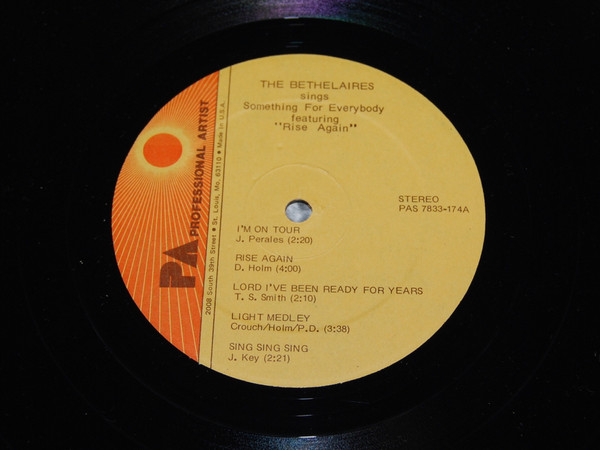 THE BETHELAIRES
sings
Something For Everybody
featuring
"Rise Again"
STEREO
PAS 7833-174A
I'M ON TOUR
J. Perales (2:20)
RISE AGAIN
D. Holm (4:00)
LORD I'VE BEEN READY FOR YEARS
T. S. Smith (2:10)
LIGHT MEDLEY
Crouch/Holm/P.D. (3:38)
SING SING SING
J. Key (2:21)
PA PROFESSIONAL ARTIST
2008 South 39th Street • St. Louis, Mo. 63110 • Made in U.S.A.